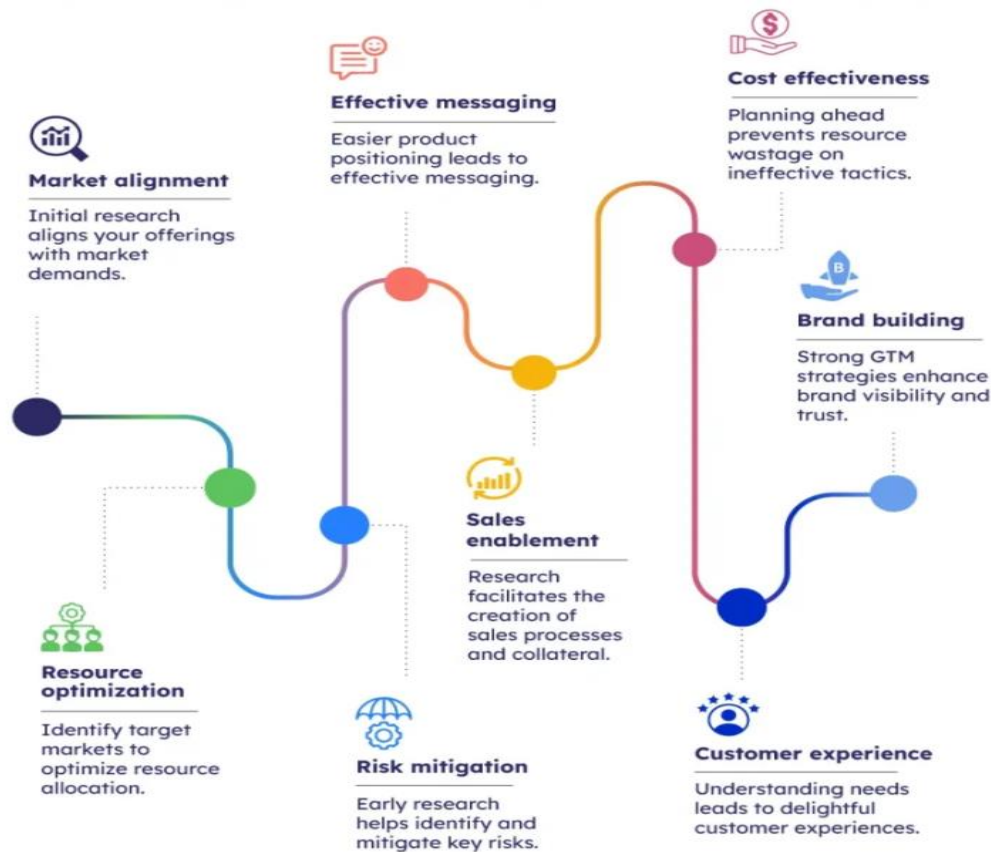 Market alignment
Initial research
aligns your offerings
with market
demands.
Resource
optimization
Identify target
markets to
optimize resource
allocation.
Risk mitigation
Early research
helps identify and
mitigate key risks.
Effective messaging
Easier product
positioning leads to
effective messaging.
Sales
enablement
Research
facilitates the
creation of
sales processes
and collateral.
$
Cost effectiveness
Planning ahead
prevents resource
wastage on
ineffective tactics.
Customer experience
Understanding needs
leads to delightful
customer experiences.
B
Brand building
Strong GTM
strategies enhance
brand visibility and
trust.